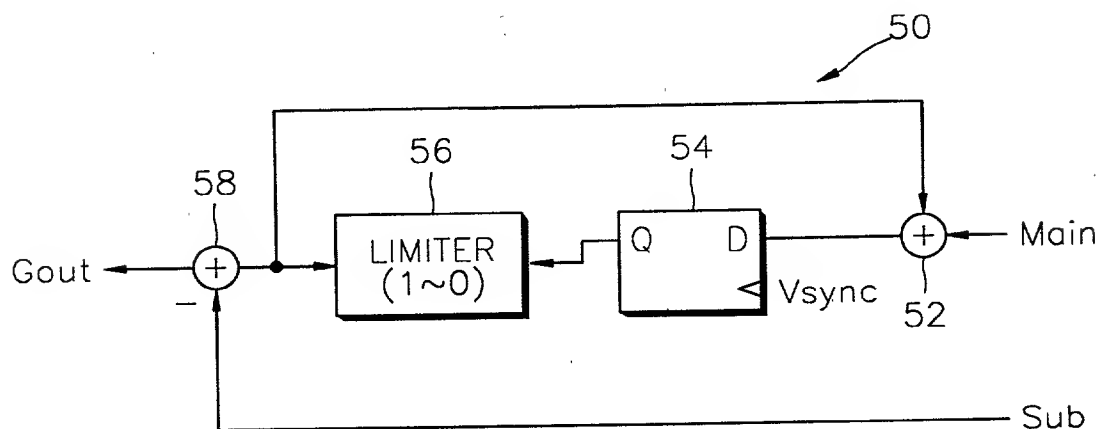 50
56
54
58
Q D
LIMITER
(1~0)
Gout
+
+
Main
−
Vsync
52
Sub